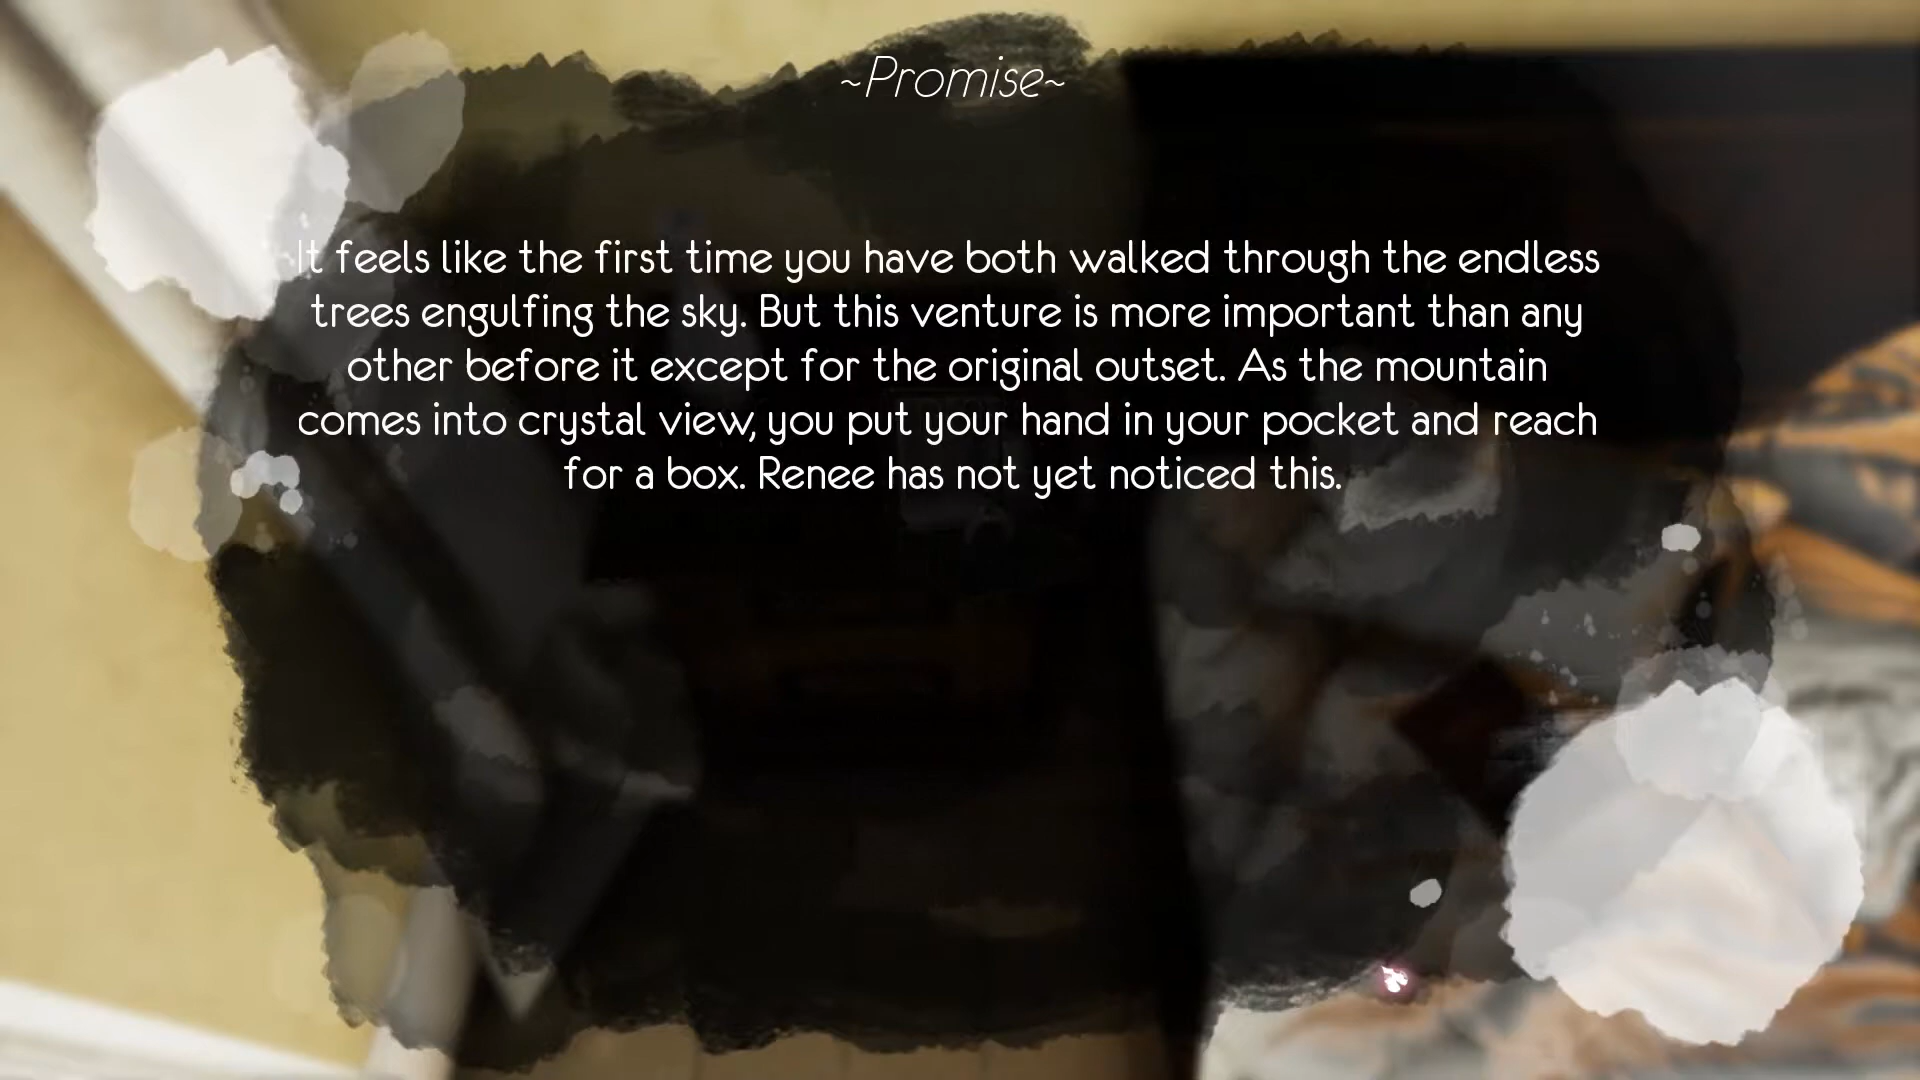 ~Promise~
It feels like the first time you have both walked through the endless
trees engulfing the sky. But this venture is more important than any
other before it except for the original outset. As the mountain
comes into crystal view, you put your hand in your pocket and reach
for a box. Renee has not yet noticed this.